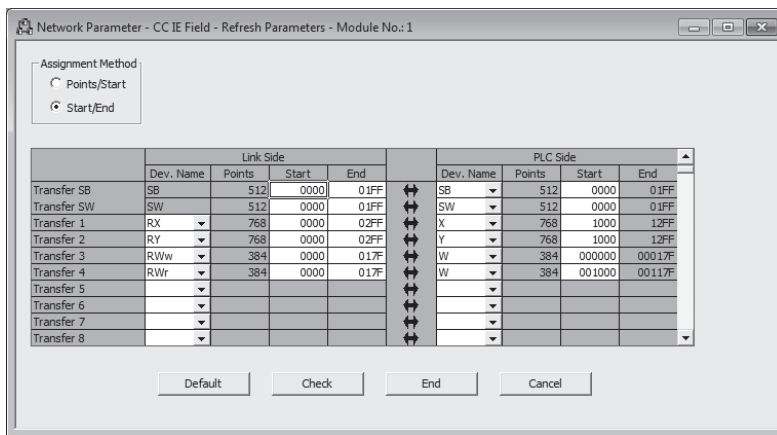 Network Parameter - CC IE Field - Refresh Parameters - Module No.: 1
Assignment Method
Points/Start
Start/End
Link Side PLC Side
Dev. Name Points Start End Dev. Name Points Start End
Transfer SB SB 512 0000 01FF SB 512 0000 01FF
Transfer SW SW 512 0000 01FF SW 512 0000 01FF
Transfer 1 RX 768 0000 02FF X 768 1000 12FF
Transfer 2 RY 768 0000 02FF Y 768 1000 12FF
Transfer 3 RWw 384 0000 017F W 384 000000 00017F
Transfer 4 RWr 384 0000 017F W 384 001000 00117F
Transfer 5
Transfer 6
Transfer 7
Transfer 8
Default Check End Cancel